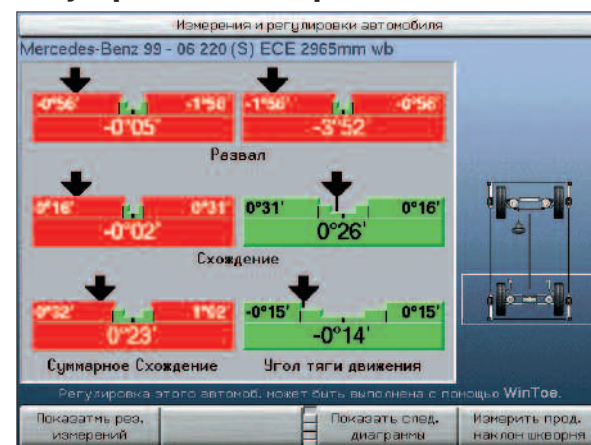 Измерения и регулировки автомобиля
Mercedes-Benz 99 - 06 220 (S) ECE 2965mm wb
-0°56' -1°56' -1°56' -0°56'
-0°05' -3°52'
Развал
0°16' 0°31' 0°31' 0°16'
-0°02' 0°26'
Схождение
0°32' 1°02' -0°15' 0°15'
0°23' -0°14'
Суммарное Схождение Угол тяги движения
Регулировка этого автомоб. может быть выполнена с помощью WinToe.
Показать рез. измерений
Показать след. диаграммы
Измерить прод. наклон шкворня